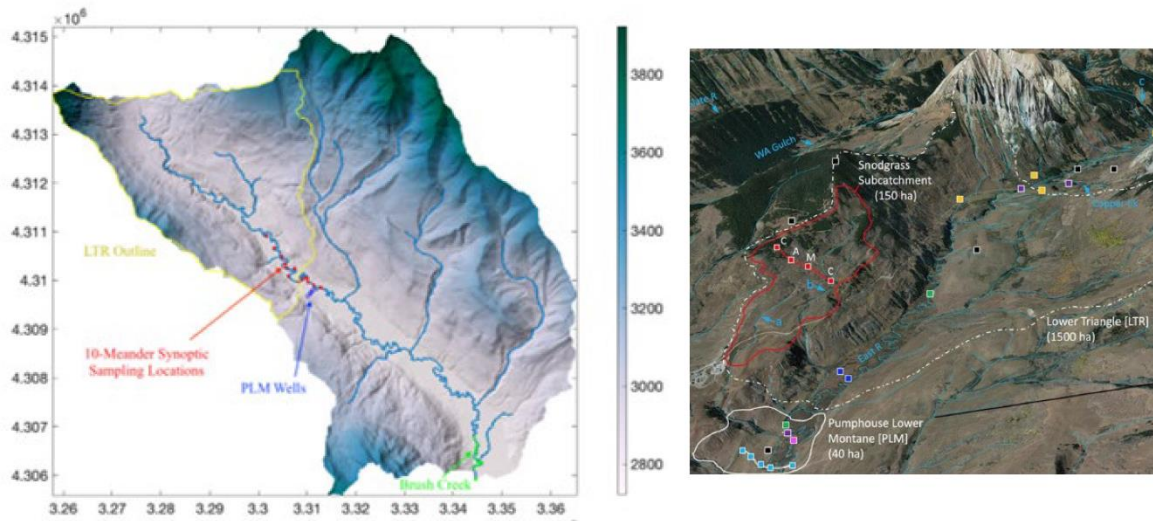 ×10⁶
4.315
4.314
4.313
4.312
4.311
4.310
4.309
4.308
4.307
4.306
3.26
3.27
3.28
3.29
3.30
3.31
3.32
3.33
3.34
3.35
3.36
LTR Outline
10-Meander Synoptic
Sampling Locations
PLM Wells
Brush Creek
3800
3600
3400
3200
3000
2800
WA Gulch
C
Snodgrass
Subcatchment
(150 ha)
Copper Ck
C
A
M
C
b
a
East R
Lower Triangle [LTR]
(1500 ha)
Pumphouse Lower
Montane [PLM]
(40 ha)